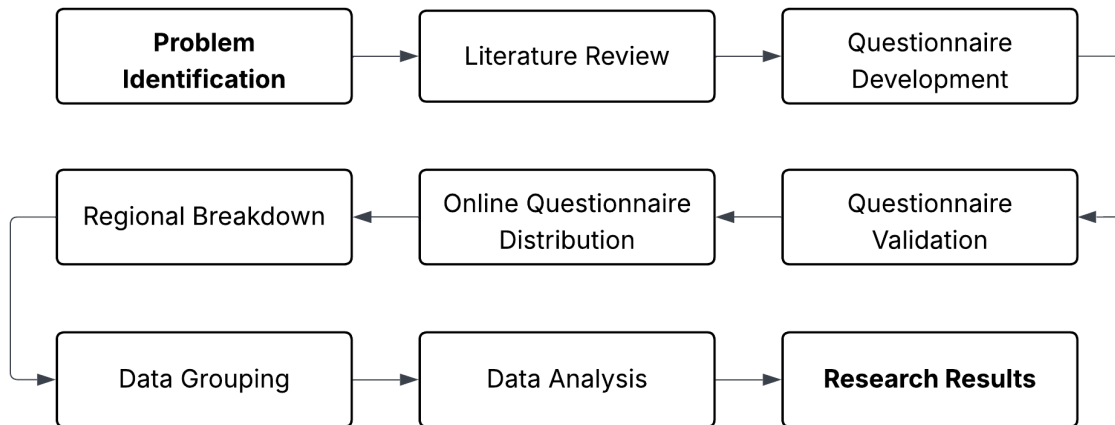 Problem
Identification
Literature Review
Questionnaire
Development
Questionnaire
Validation
Online Questionnaire
Distribution
Regional Breakdown
Data Grouping
Data Analysis
Research Results